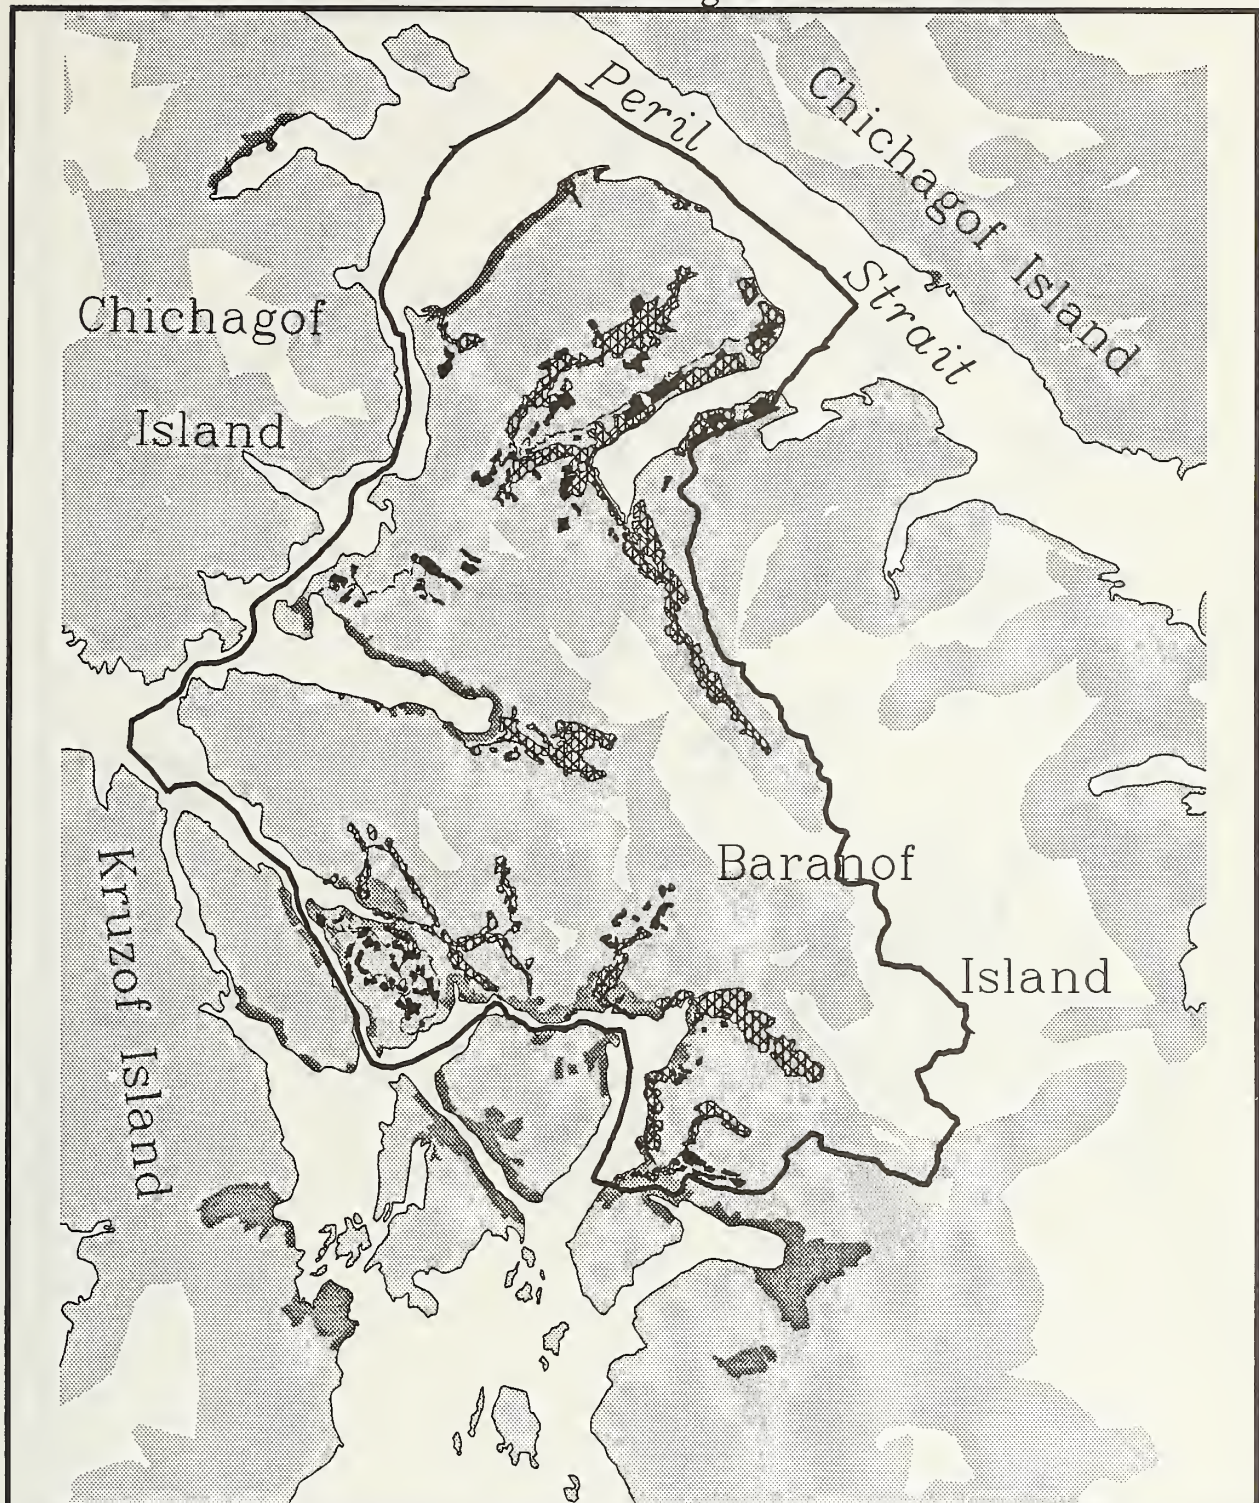 Peril
Strait
Chichagof Island
Chichagof
Island
Baranof
Island
Kruzof Island